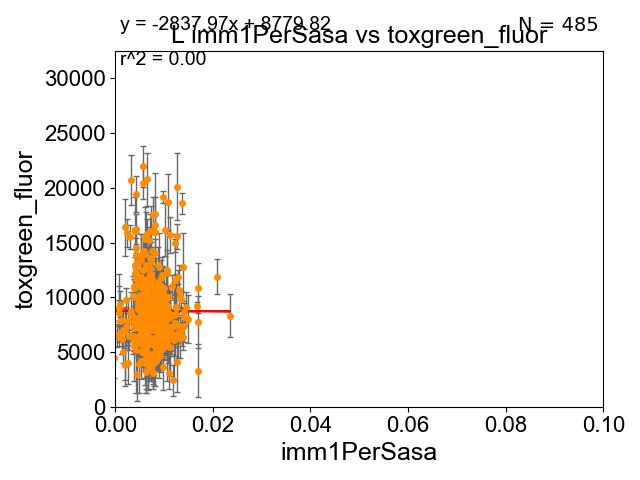 y = -2837.97x + 8779.82
N = 485
L imm1PerSasa vs toxgreen_fluor
r^2 = 0.00
30000
25000
20000
15000
10000
5000
0
toxgreen_fluor
0.00 0.02 0.04 0.06 0.08 0.10
imm1PerSasa